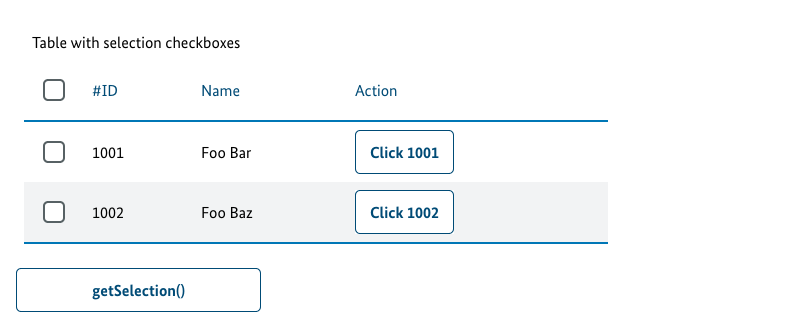 Table with selection checkboxes
#ID Name Action
1001 Foo Bar Click 1001
1002 Foo Baz Click 1002
getSelection()